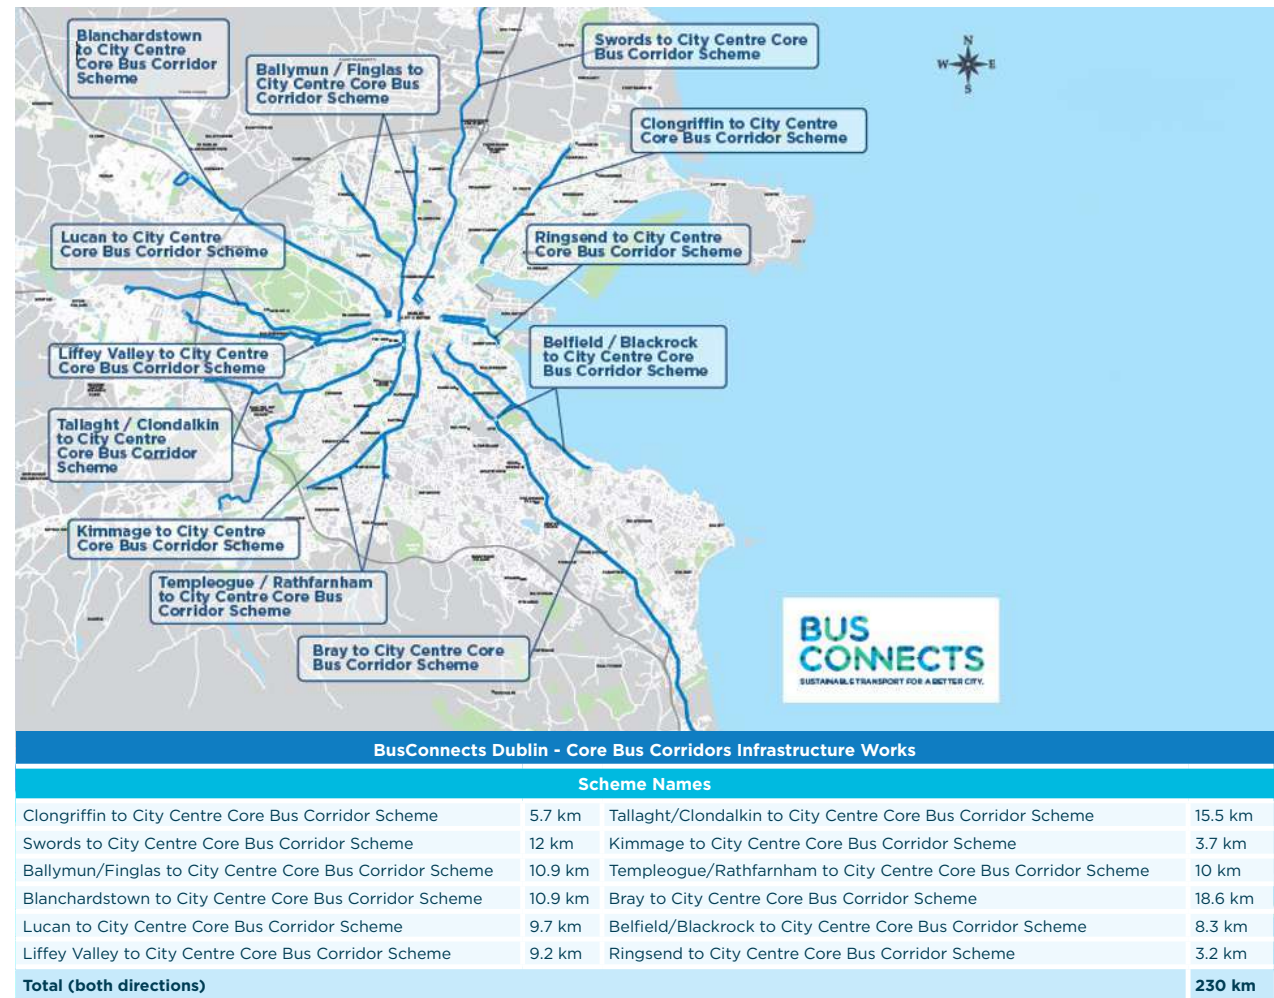 Blanchardstown
to City Centre
Core Bus Corridor
Scheme
Ballymun / Finglas to
City Centre Core Bus
Corridor Scheme
Swords to City Centre Core
Bus Corridor Scheme
N
W
E
S
Clongriffin to City Centre
Core Bus Corridor Scheme
Lucan to City Centre
Core Bus Corridor Scheme
Ringsend to City Centre
Core Bus Corridor Scheme
Liffey Valley to City Centre
Core Bus Corridor Scheme
Belfield / Blackrock
to City Centre Core
Bus Corridor Scheme
Tallaght / Clondalkin
to City Centre
Core Bus Corridor
Scheme
Kimmage to City Centre
Core Bus Corridor Scheme
Templeogue / Rathfarnham
to City Centre Core Bus
Corridor Scheme
Bray to City Centre Core
Bus Corridor Scheme
BUS
CONNECTS
SUSTAINABLE TRANSPORT FOR A BETTER CITY.
BusConnects Dublin - Core Bus Corridors Infrastructure Works
Scheme Names
Clongriffin to City Centre Core Bus Corridor Scheme 5.7 km Tallaght/Clondalkin to City Centre Core Bus Corridor Scheme 15.5 km
Swords to City Centre Core Bus Corridor Scheme 12 km Kimmage to City Centre Core Bus Corridor Scheme 3.7 km
Ballymun/Finglas to City Centre Core Bus Corridor Scheme 10.9 km Templeogue/Rathfarnham to City Centre Core Bus Corridor Scheme 10 km
Blanchardstown to City Centre Core Bus Corridor Scheme 10.9 km Bray to City Centre Core Bus Corridor Scheme 18.6 km
Lucan to City Centre Core Bus Corridor Scheme 9.7 km Belfield/Blackrock to City Centre Core Bus Corridor Scheme 8.3 km
Liffey Valley to City Centre Core Bus Corridor Scheme 9.2 km Ringsend to City Centre Core Bus Corridor Scheme 3.2 km
Total (both directions) 230 km